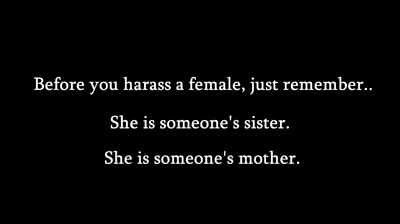 Before you harass a female, just remember..
She is someone's sister.
She is someone's mother.